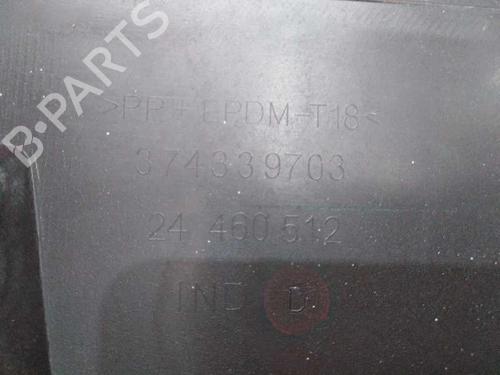 B-PARTS
>PP+EPDM-T18<
374339703
24 460 512
IND D